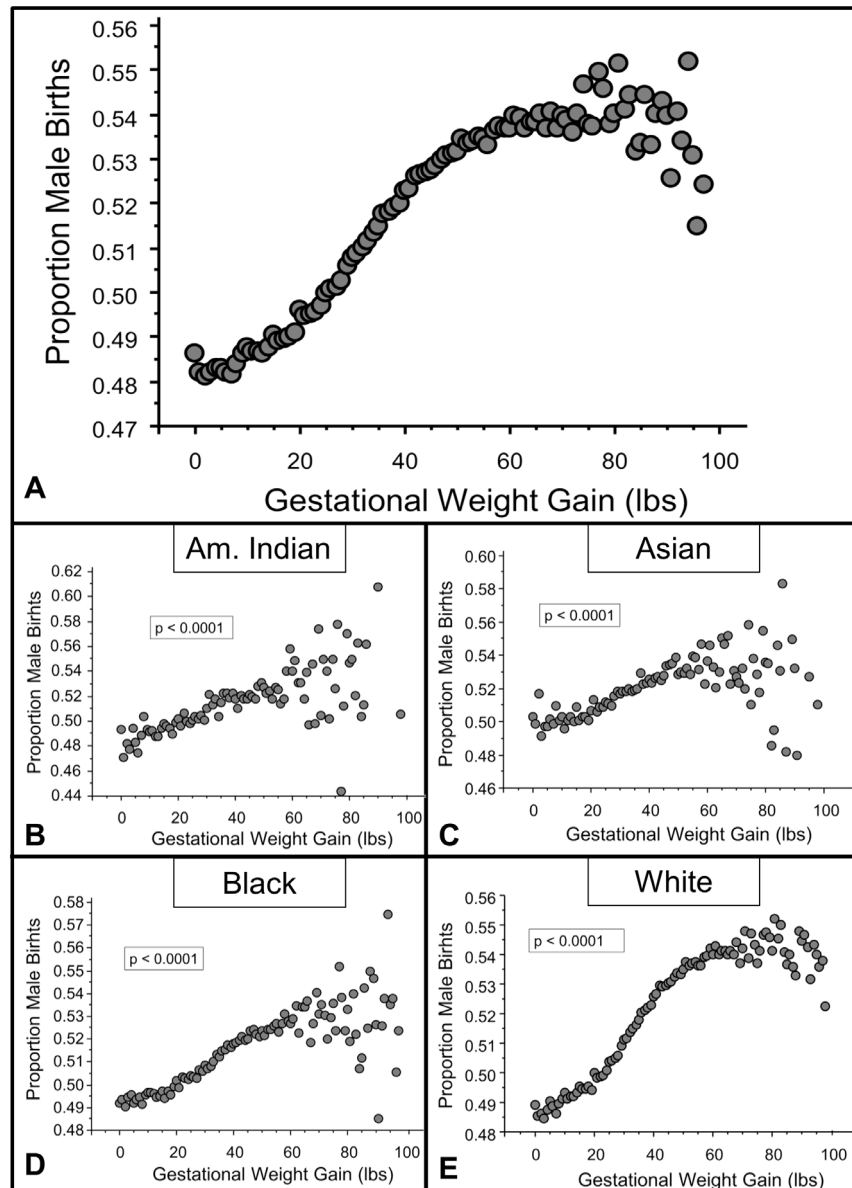 0.56
0.55
0.54
0.53
0.52
0.51
0.50
0.49
0.48
0.47
Proportion Male Births
0 20 40 60 80 100
A
Gestational Weight Gain (lbs)
Am. Indian
0.62
0.60
0.58
0.56
0.54
0.52
0.50
0.48
0.46
0.44
Proportion Male Birhts
p < 0.0001
0 20 40 60 80 100
B
Gestational Weight Gain (lbs)
Asian
0.60
0.58
0.56
0.54
0.52
0.50
0.48
0.46
Proportion Male Birhts
p < 0.0001
0 20 40 60 80 100
C
Gestational Weight Gain (lbs)
Black
0.58
0.57
0.56
0.55
0.54
0.53
0.52
0.51
0.50
0.49
0.48
Proportion Male Birhts
p < 0.0001
0 20 40 60 80 100
D
Gestational Weight Gain (lbs)
White
0.56
0.55
0.54
0.53
0.52
0.51
0.50
0.49
0.48
Proportion Male Birhts
p < 0.0001
0 20 40 60 80 100
E
Gestational Weight Gain (lbs)